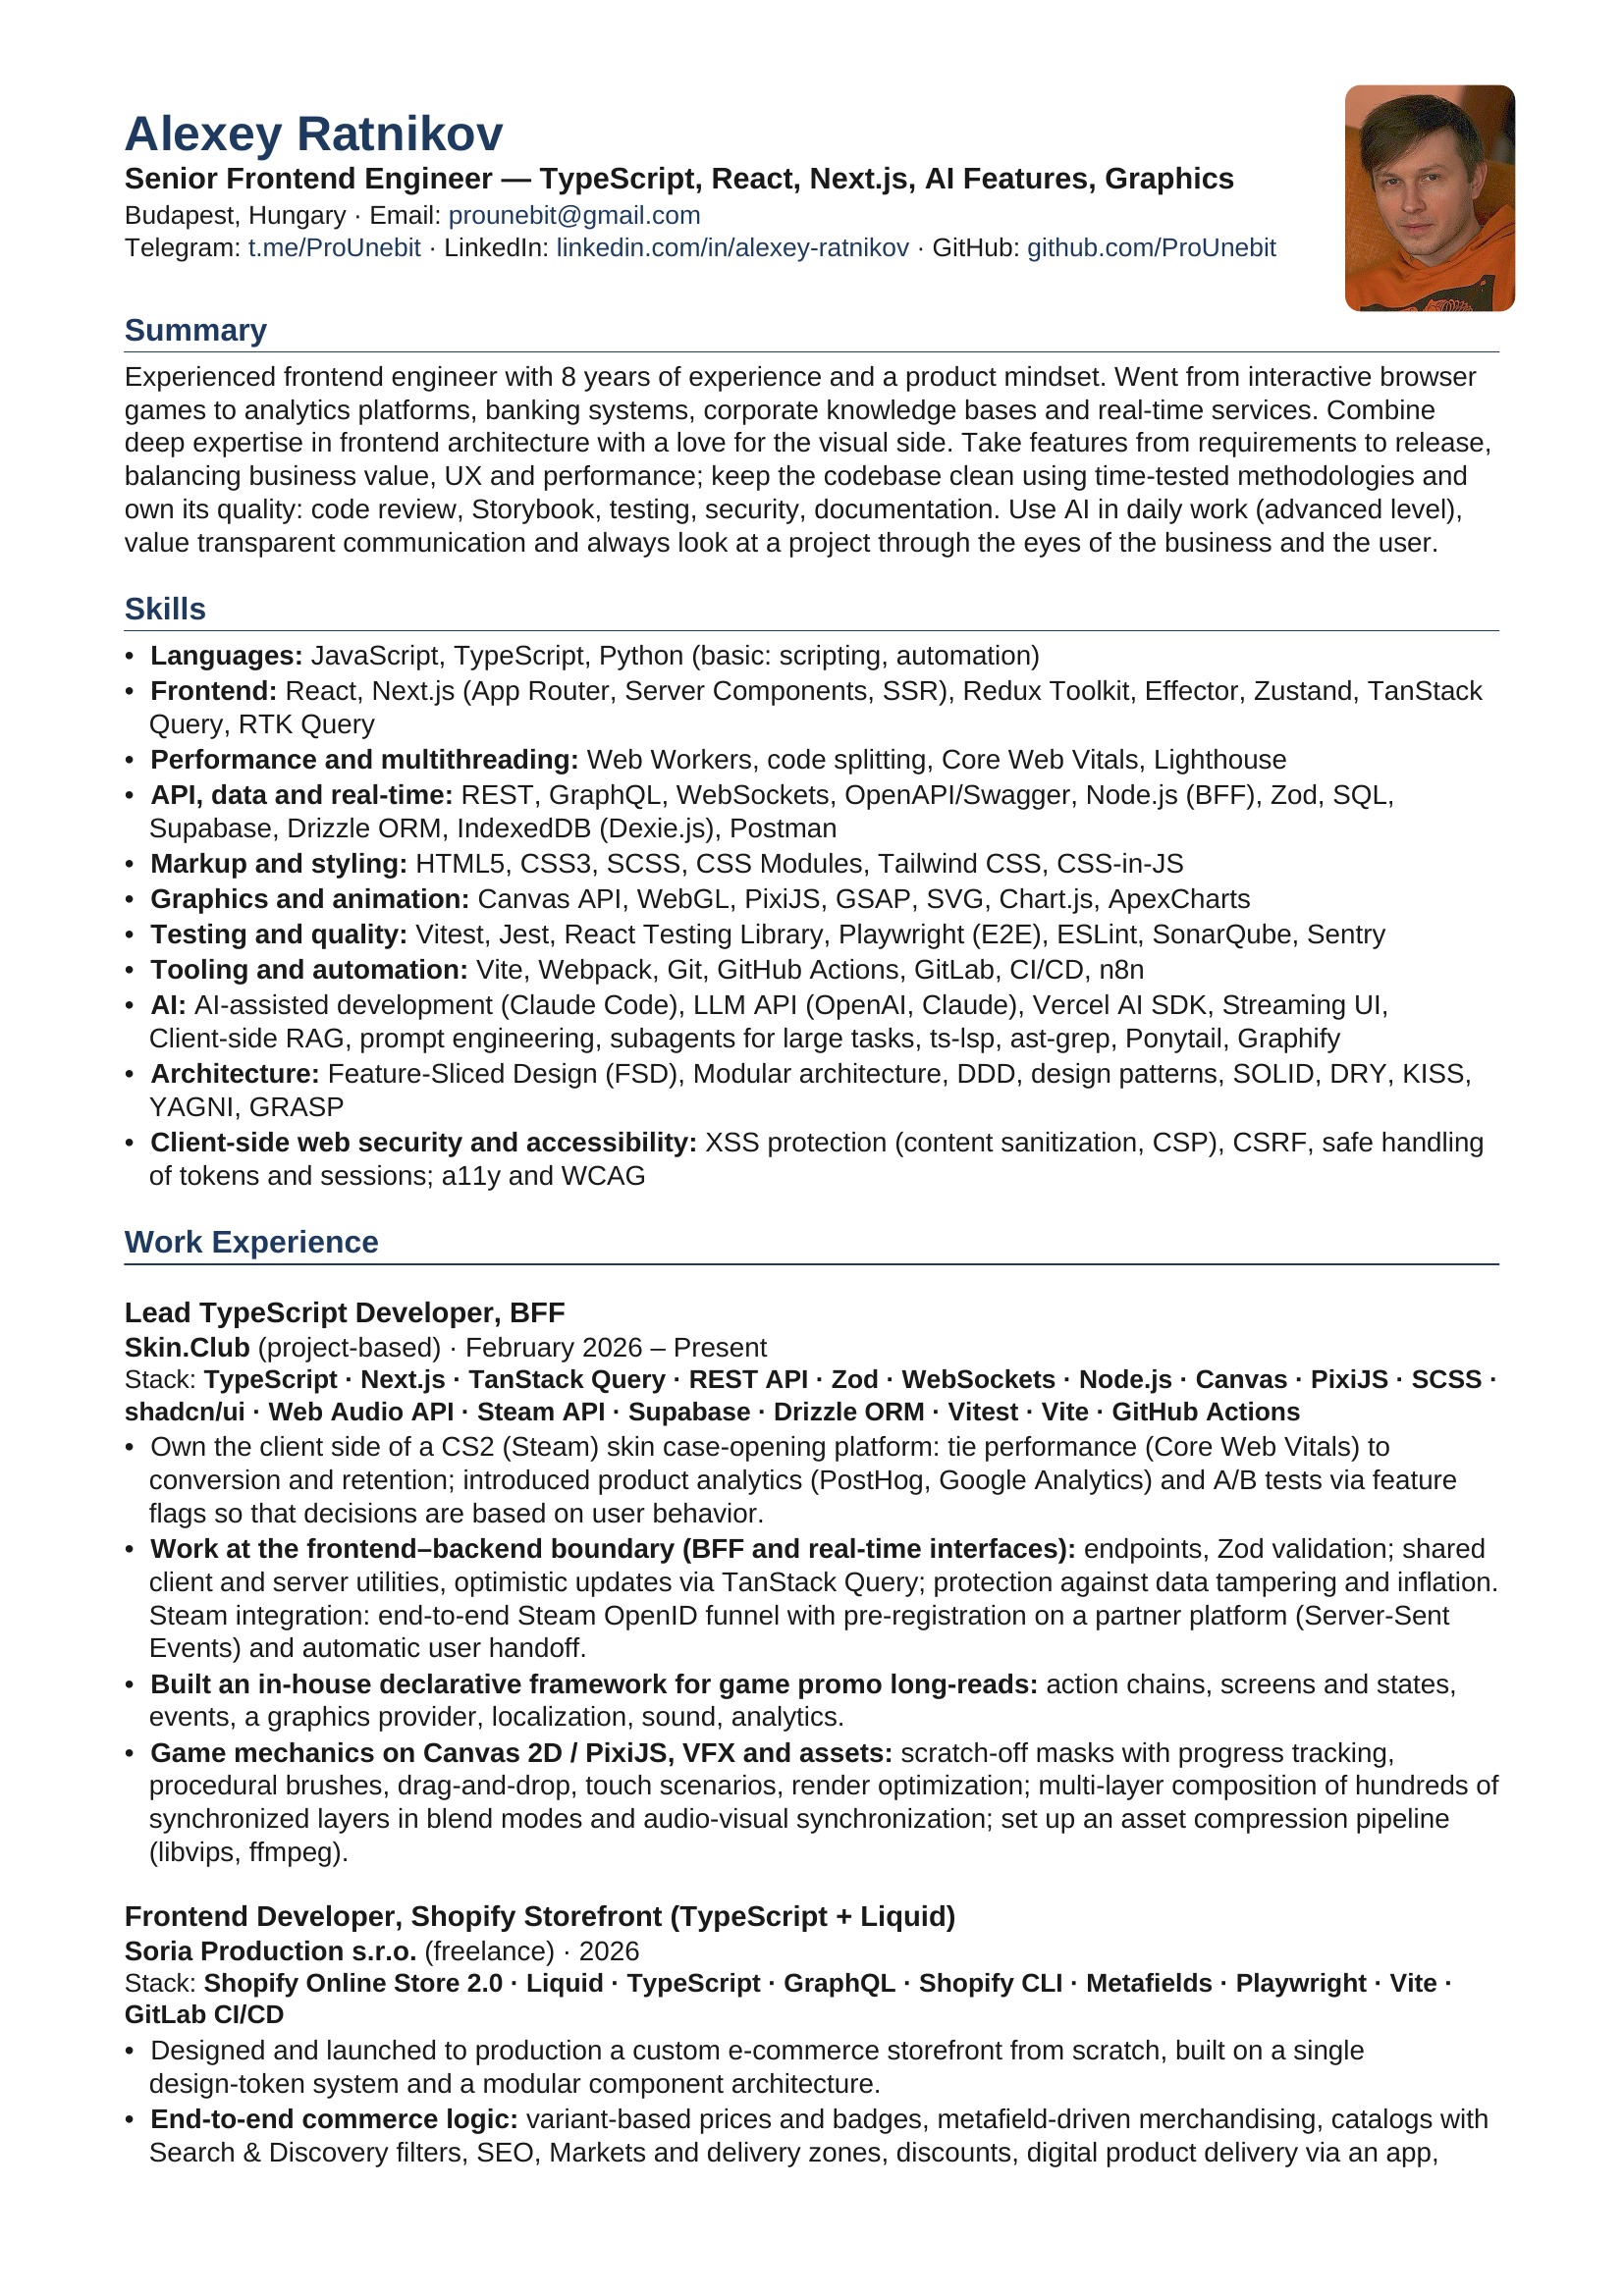 Alexey Ratnikov
Senior Frontend Engineer — TypeScript, React, Next.js, AI Features, Graphics
Budapest, Hungary · Email: prounebit@gmail.com
Telegram: t.me/ProUnebit · LinkedIn: linkedin.com/in/alexey-ratnikov · GitHub: github.com/ProUnebit
Summary
Experienced frontend engineer with 8 years of experience and a product mindset. Went from interactive browser
games to analytics platforms, banking systems, corporate knowledge bases and real-time services. Combine
deep expertise in frontend architecture with a love for the visual side. Take features from requirements to release,
balancing business value, UX and performance; keep the codebase clean using time-tested methodologies and
own its quality: code review, Storybook, testing, security, documentation. Use AI in daily work (advanced level),
value transparent communication and always look at a project through the eyes of the business and the user.
Skills
• Languages: JavaScript, TypeScript, Python (basic: scripting, automation)
• Frontend: React, Next.js (App Router, Server Components, SSR), Redux Toolkit, Effector, Zustand, TanStack
Query, RTK Query
• Performance and multithreading: Web Workers, code splitting, Core Web Vitals, Lighthouse
• API, data and real-time: REST, GraphQL, WebSockets, OpenAPI/Swagger, Node.js (BFF), Zod, SQL,
Supabase, Drizzle ORM, IndexedDB (Dexie.js), Postman
• Markup and styling: HTML5, CSS3, SCSS, CSS Modules, Tailwind CSS, CSS-in-JS
• Graphics and animation: Canvas API, WebGL, PixiJS, GSAP, SVG, Chart.js, ApexCharts
• Testing and quality: Vitest, Jest, React Testing Library, Playwright (E2E), ESLint, SonarQube, Sentry
• Tooling and automation: Vite, Webpack, Git, GitHub Actions, GitLab, CI/CD, n8n
• AI: AI-assisted development (Claude Code), LLM API (OpenAI, Claude), Vercel AI SDK, Streaming UI,
Client-side RAG, prompt engineering, subagents for large tasks, ts-lsp, ast-grep, Ponytail, Graphify
• Architecture: Feature-Sliced Design (FSD), Modular architecture, DDD, design patterns, SOLID, DRY, KISS,
YAGNI, GRASP
• Client-side web security and accessibility: XSS protection (content sanitization, CSP), CSRF, safe handling
of tokens and sessions; a11y and WCAG
Work Experience
Lead TypeScript Developer, BFF
Skin.Club (project-based) · February 2026 – Present
Stack: TypeScript · Next.js · TanStack Query · REST API · Zod · WebSockets · Node.js · Canvas · PixiJS · SCSS ·
shadcn/ui · Web Audio API · Steam API · Supabase · Drizzle ORM · Vitest · Vite · GitHub Actions
• Own the client side of a CS2 (Steam) skin case-opening platform: tie performance (Core Web Vitals) to
conversion and retention; introduced product analytics (PostHog, Google Analytics) and A/B tests via feature
flags so that decisions are based on user behavior.
• Work at the frontend–backend boundary (BFF and real-time interfaces): endpoints, Zod validation; shared
client and server utilities, optimistic updates via TanStack Query; protection against data tampering and inflation.
Steam integration: end-to-end Steam OpenID funnel with pre-registration on a partner platform (Server-Sent
Events) and automatic user handoff.
• Built an in-house declarative framework for game promo long-reads: action chains, screens and states,
events, a graphics provider, localization, sound, analytics.
• Game mechanics on Canvas 2D / PixiJS, VFX and assets: scratch-off masks with progress tracking,
procedural brushes, drag-and-drop, touch scenarios, render optimization; multi-layer composition of hundreds of
synchronized layers in blend modes and audio-visual synchronization; set up an asset compression pipeline
(libvips, ffmpeg).
Frontend Developer, Shopify Storefront (TypeScript + Liquid)
Soria Production s.r.o. (freelance) · 2026
Stack: Shopify Online Store 2.0 · Liquid · TypeScript · GraphQL · Shopify CLI · Metafields · Playwright · Vite ·
GitLab CI/CD
• Designed and launched to production a custom e-commerce storefront from scratch, built on a single
design-token system and a modular component architecture.
• End-to-end commerce logic: variant-based prices and badges, metafield-driven merchandising, catalogs with
Search & Discovery filters, SEO, Markets and delivery zones, discounts, digital product delivery via an app,